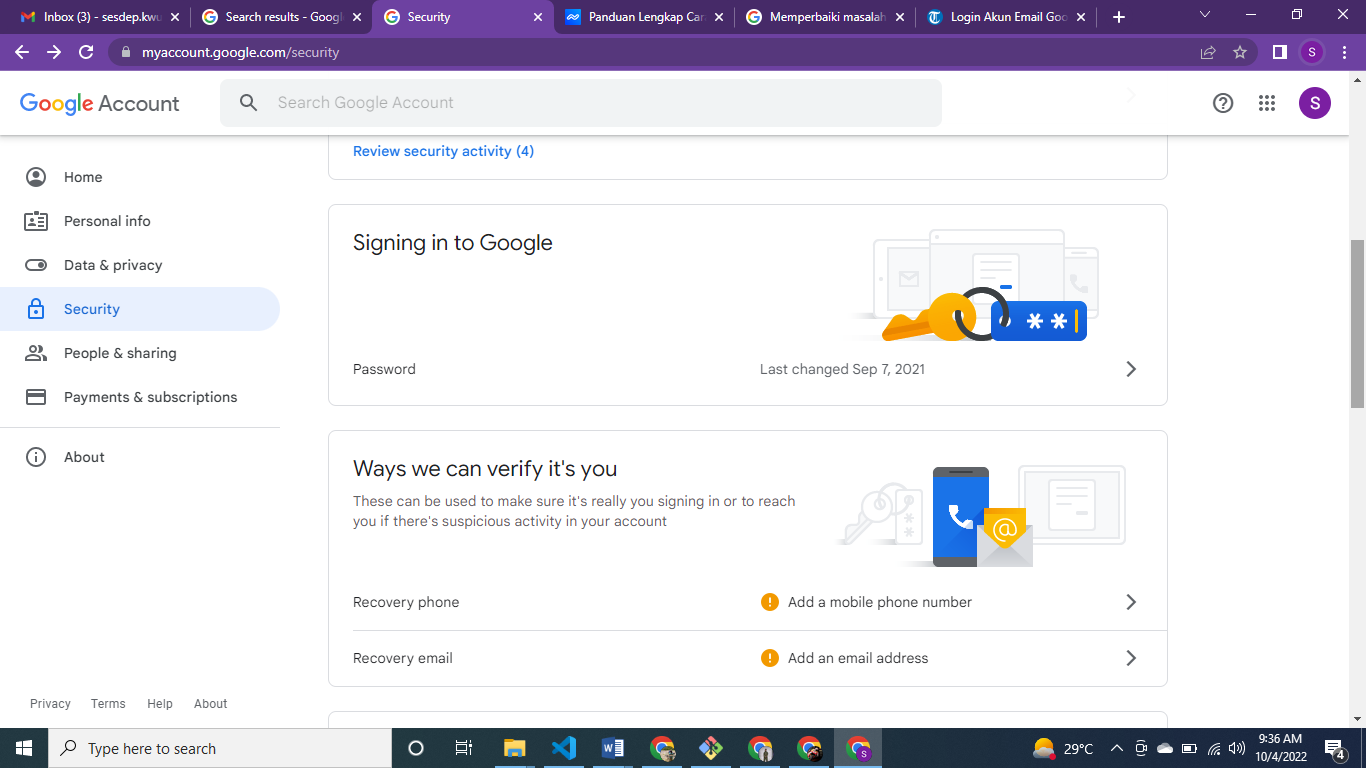 Inbox (3) - sesdep.kwu
Search results - Google
Security
Panduan Lengkap Car
Memperbaiki masalah
Login Akun Email Goo
myaccount.google.com/security
S
Google Account
Search Google Account
S
Review security activity (4)
Home
Personal info
Data & privacy
Security
People & sharing
Payments & subscriptions
About
Signing in to Google
Password
Last changed Sep 7, 2021
Ways we can verify it's you
These can be used to make sure it's really you signing in or to reach
you if there's suspicious activity in your account
Recovery phone
Add a mobile phone number
Recovery email
Add an email address
Privacy Terms Help About
Type here to search
29°C
9:36 AM
10/4/2022
4